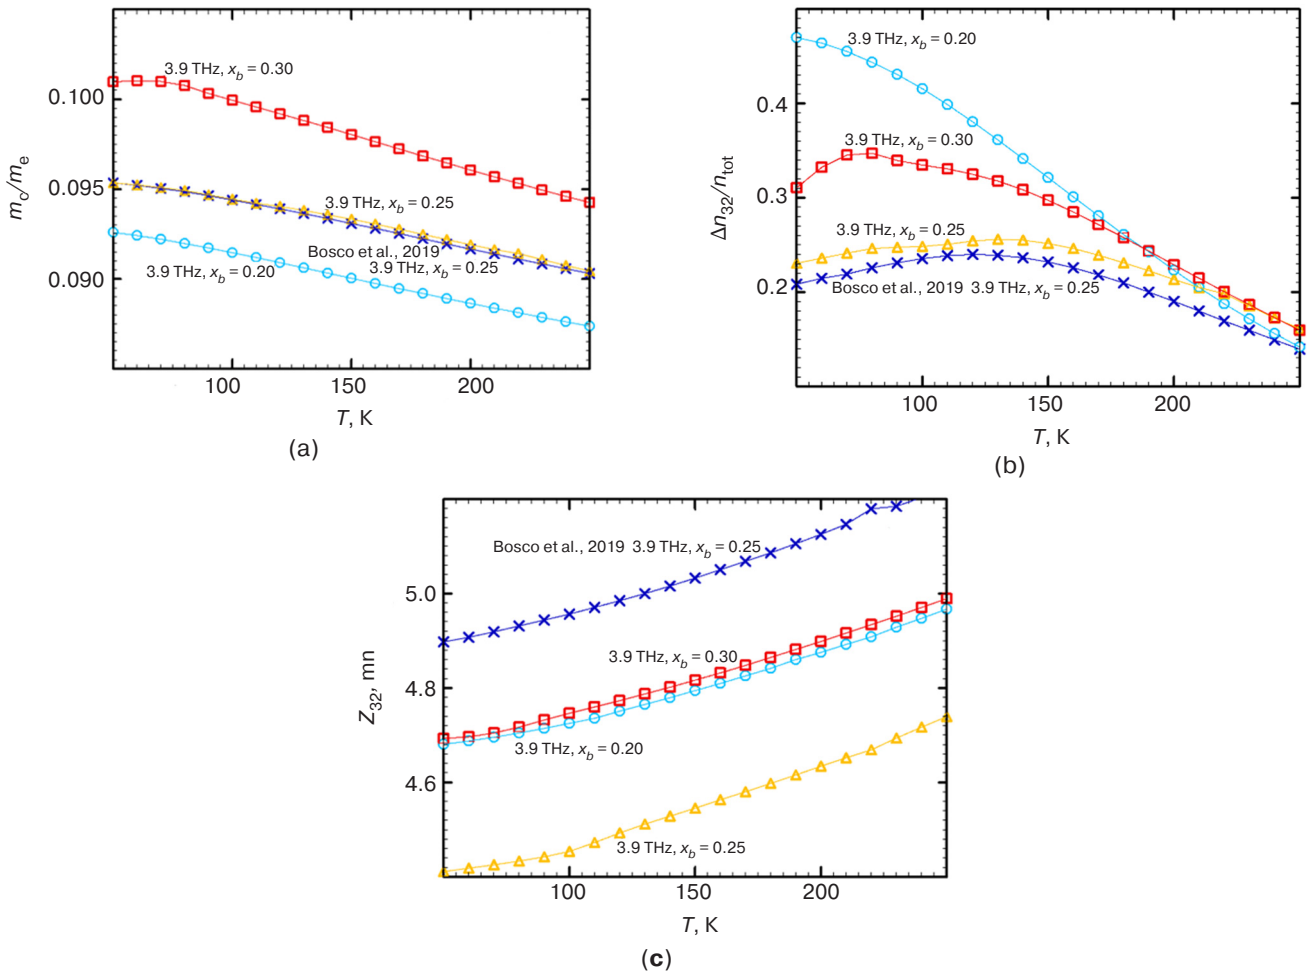 3.9 THz, x_b = 0.30
0.100
m_c/m_e
0.095
3.9 THz, x_b = 0.25
Bosco et al., 2019
3.9 THz, x_b = 0.25
3.9 THz, x_b = 0.20
0.090
100
150
200
T, K
(a)
3.9 THz, x_b = 0.20
0.4
3.9 THz, x_b = 0.30
Δn_32/n_tot
0.3
3.9 THz, x_b = 0.25
Bosco et al., 2019 3.9 THz, x_b = 0.25
0.2
100
150
200
T, K
(b)
Bosco et al., 2019 3.9 THz, x_b = 0.25
5.0
3.9 THz, x_b = 0.30
Z_32, mn
4.8
3.9 THz, x_b = 0.20
4.6
3.9 THz, x_b = 0.25
100
150
200
T, K
(c)